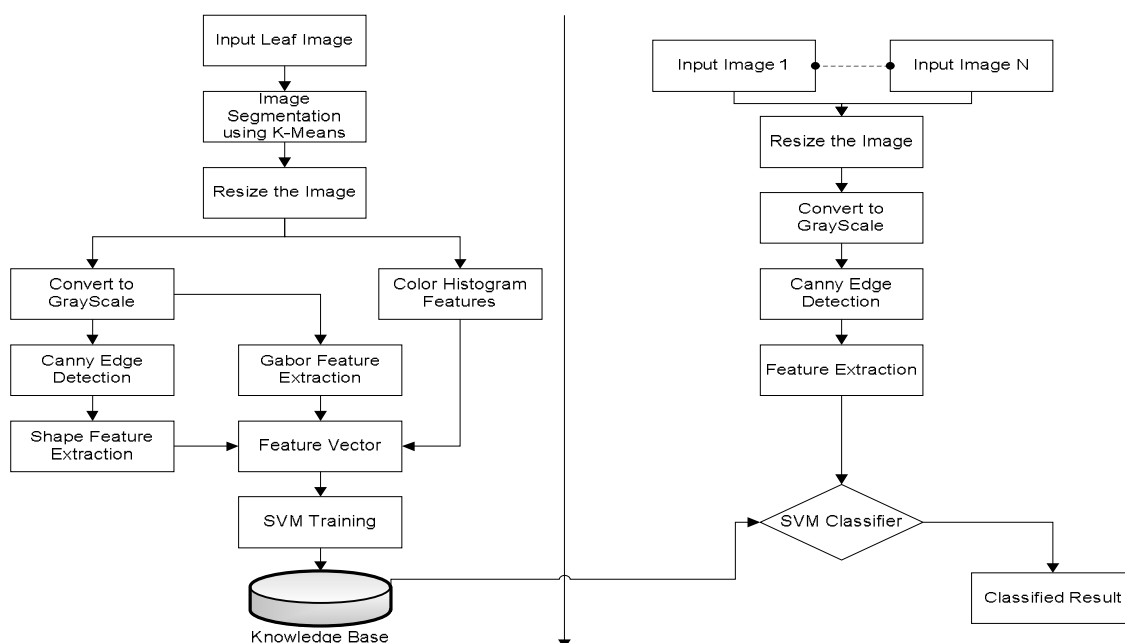 Input Leaf Image
Image
Segmentation
using K-Means
Resize the Image
Convert to
GrayScale
Color Histogram
Features
Canny Edge
Detection
Gabor Feature
Extraction
Shape Feature
Extraction
Feature Vector
SVM Training
Knowledge Base
Input Image 1
Input Image N
Resize the Image
Convert to
GrayScale
Canny Edge
Detection
Feature Extraction
SVM Classifier
Classified Result